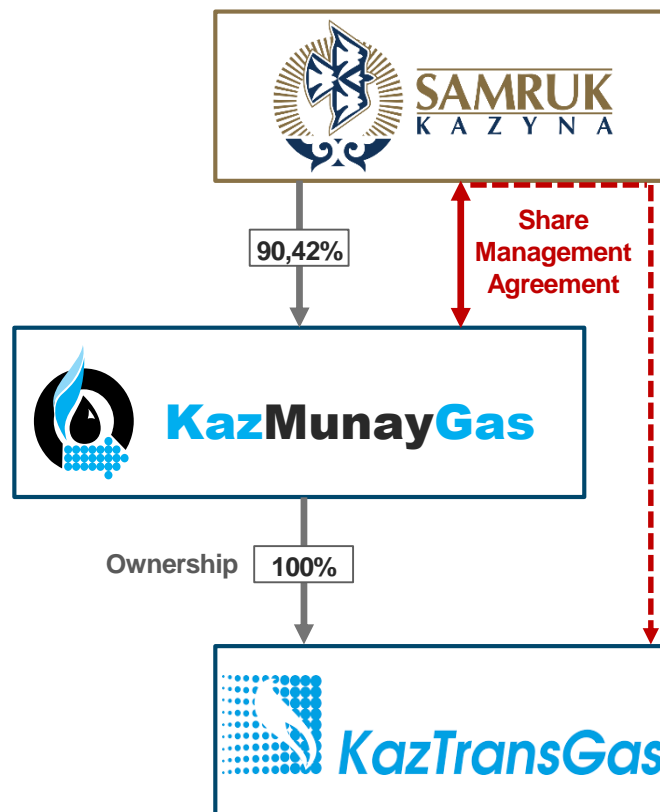 SAMRUK
KAZYNA
90,42%
Share
Management
Agreement
KazMunayGas
Ownership
100%
KazTransGas